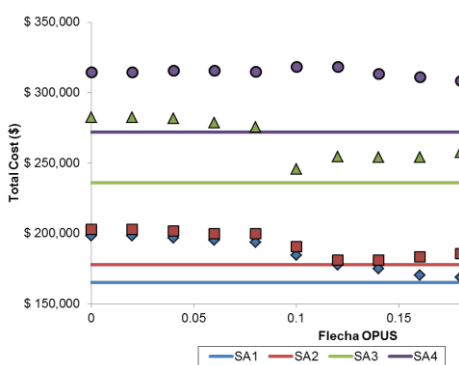 $ 350,000
$ 300,000
$ 250,000
$ 200,000
$ 150,000
Total Cost ($)
0 0.05 0.1 0.15
Flecha OPUS
SA1 SA2 SA3 SA4